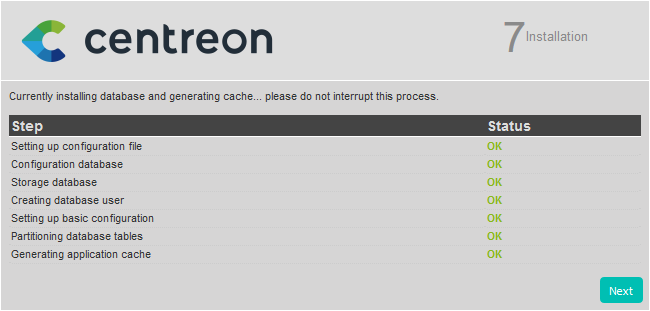 centreon
7 Installation
Currently installing database and generating cache... please do not interrupt this process.
Step Status
Setting up configuration file OK
Configuration database OK
Storage database OK
Creating database user OK
Setting up basic configuration OK
Partitioning database tables OK
Generating application cache OK
Next